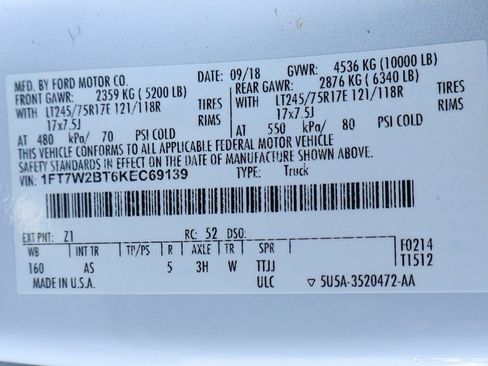 MFD. BY FORD MOTOR CO. DATE: 09/18 GVWR: 4536 KG (10000 LB)
FRONT GAWR: 2359 KG (5200 LB) REAR GAWR: 2876 KG (6340 LB)
WITH LT245/75R17E 121/118R TIRES WITH LT245/75R17E 121/118R TIRES
17x7.5J RIMS 17x7.5J RIMS
AT 480 kPa/ 70 PSI COLD AT 550 kPa/ 80 PSI COLD
THIS VEHICLE CONFORMS TO ALL APPLICABLE FEDERAL MOTOR VEHICLE
SAFETY STANDARDS IN EFFECT ON THE DATE OF MANUFACTURE SHOWN ABOVE.
VIN: 1FT7W2BT6KEC69139 TYPE: Truck
EXT PNT: Z1 RC: 52 DSO:
WB INT TR TP/PS R AXLE TR SPR F0214
160 AS 5 3H W TTJJ T1512
MADE IN U.S.A. ULC ▽ 5U5A-3520472-AA